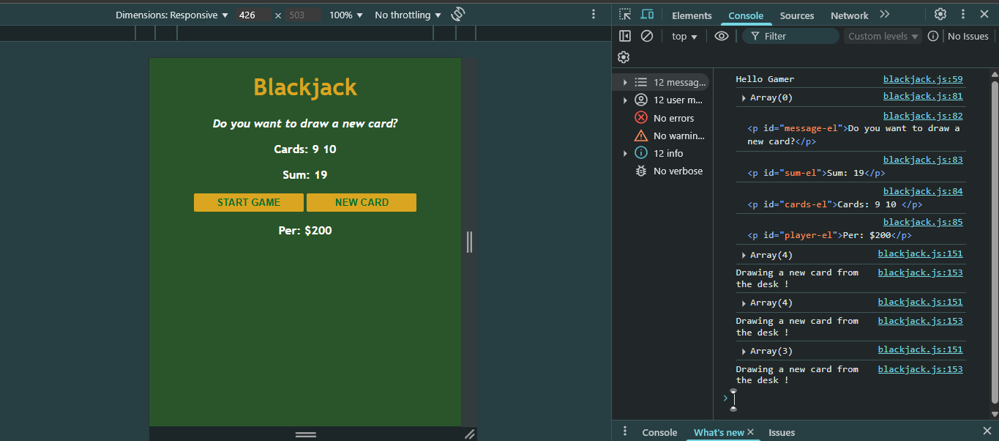 Dimensions: Responsive 426 × 503 100% No throttling
Elements Console Sources Network
top Filter Custom levels No Issues
Blackjack
Do you want to draw a new card?
Cards: 9 10
Sum: 19
START GAME NEW CARD
Per: $200
12 messag...
12 user m...
No errors
No warnin...
12 info
No verbose
Hello Gamer blackjack.js:59
Array(0) blackjack.js:81
blackjack.js:82
<p id="message-el">Do you want to draw a
new card?</p>
blackjack.js:83
<p id="sum-el">Sum: 19</p>
blackjack.js:84
<p id="cards-el">Cards: 9 10 </p>
blackjack.js:85
<p id="player-el">Per: $200</p>
Array(4) blackjack.js:151
Drawing a new card from blackjack.js:153
the desk !
Array(4) blackjack.js:151
Drawing a new card from blackjack.js:153
the desk !
Array(3) blackjack.js:151
Drawing a new card from blackjack.js:153
the desk !
Console What's new Issues